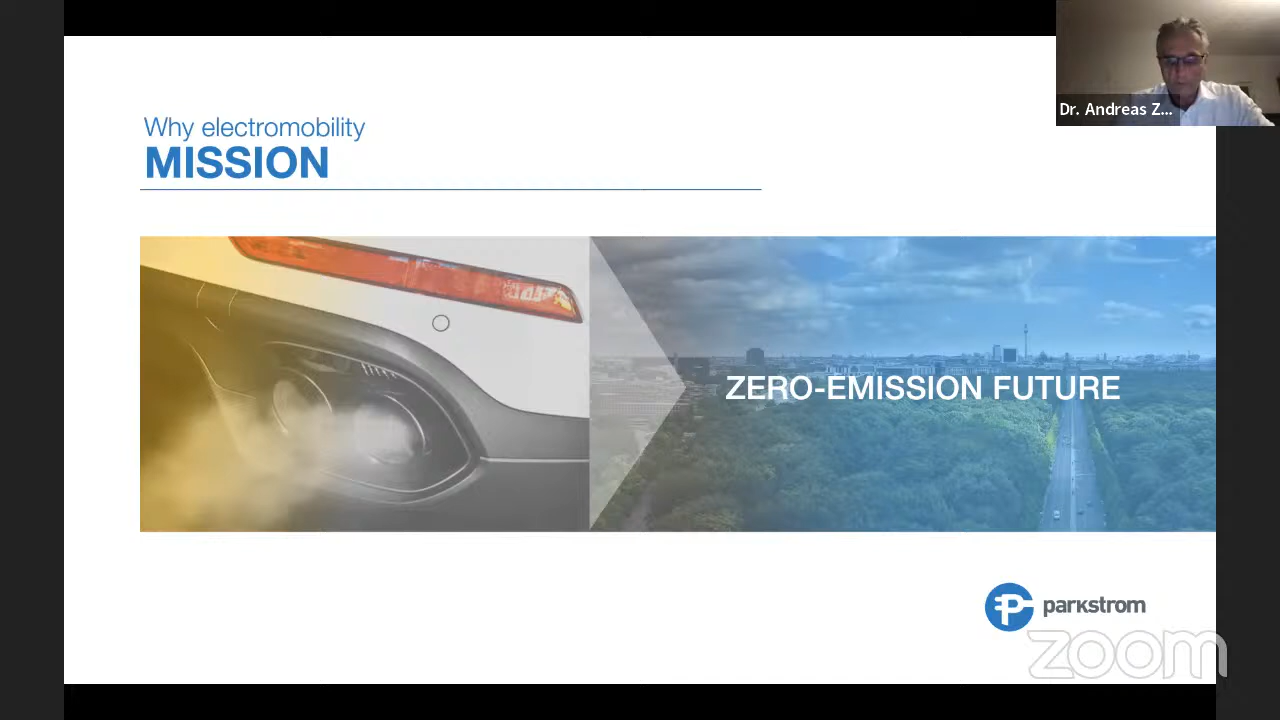 Why electromobility
MISSION
Dr. Andreas Z...
ZERO-EMISSION FUTURE
parkstrom
zoom